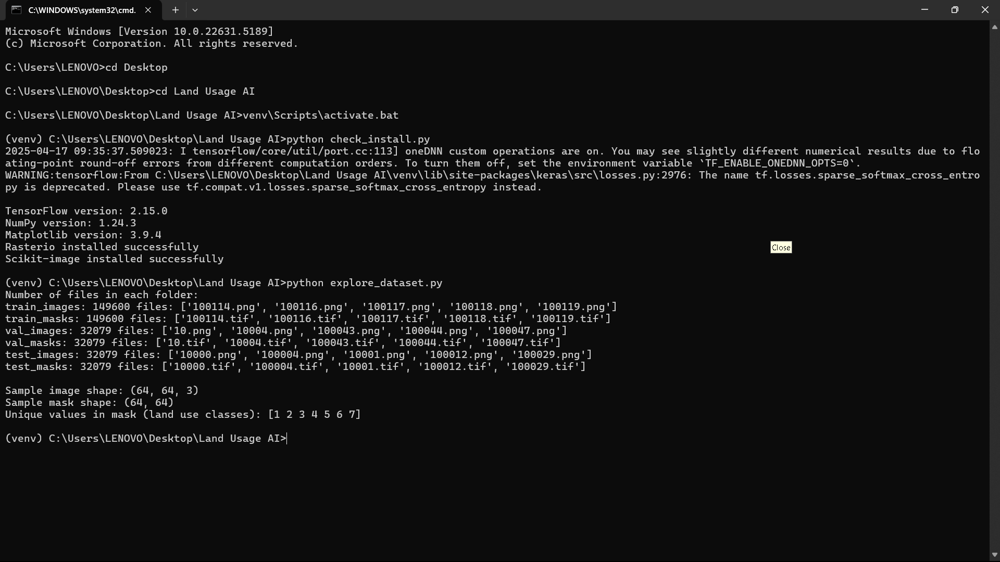 C:\WINDOWS\system32\cmd.
Microsoft Windows [Version 10.0.22631.5189]
(c) Microsoft Corporation. All rights reserved.
C:\Users\LENOVO>cd Desktop
C:\Users\LENOVO\Desktop>cd Land Usage AI
C:\Users\LENOVO\Desktop\Land Usage AI>venv\Scripts\activate.bat
(venv) C:\Users\LENOVO\Desktop\Land Usage AI>python check_install.py
2025-04-17 09:35:37.509023: I tensorflow/core/util/port.cc:113] oneDNN custom operations are on. You may see slightly different numerical results due to flo
ating-point round-off errors from different computation orders. To turn them off, set the environment variable `TF_ENABLE_ONEDNN_OPTS=0`.
WARNING:tensorflow:From C:\Users\LENOVO\Desktop\Land Usage AI\venv\lib\site-packages\keras\src\losses.py:2976: The name tf.losses.sparse_softmax_cross_entro
py is deprecated. Please use tf.compat.v1.losses.sparse_softmax_cross_entropy instead.
TensorFlow version: 2.15.0
NumPy version: 1.24.3
Matplotlib version: 3.9.4
Rasterio installed successfully
Close
Scikit-image installed successfully
(venv) C:\Users\LENOVO\Desktop\Land Usage AI>python explore_dataset.py
Number of files in each folder:
train_images: 149600 files: ['100114.png', '100116.png', '100117.png', '100118.png', '100119.png']
train_masks: 149600 files: ['100114.tif', '100116.tif', '100117.tif', '100118.tif', '100119.tif']
val_images: 32079 files: ['10.png', '10004.png', '100043.png', '100044.png', '100047.png']
val_masks: 32079 files: ['10.tif', '10004.tif', '100043.tif', '100044.tif', '100047.tif']
test_images: 32079 files: ['10000.png', '100004.png', '10001.png', '100012.png', '100029.png']
test_masks: 32079 files: ['10000.tif', '100004.tif', '10001.tif', '100012.tif', '100029.tif']
Sample image shape: (64, 64, 3)
Sample mask shape: (64, 64)
Unique values in mask (land use classes): [1 2 3 4 5 6 7]
(venv) C:\Users\LENOVO\Desktop\Land Usage AI>